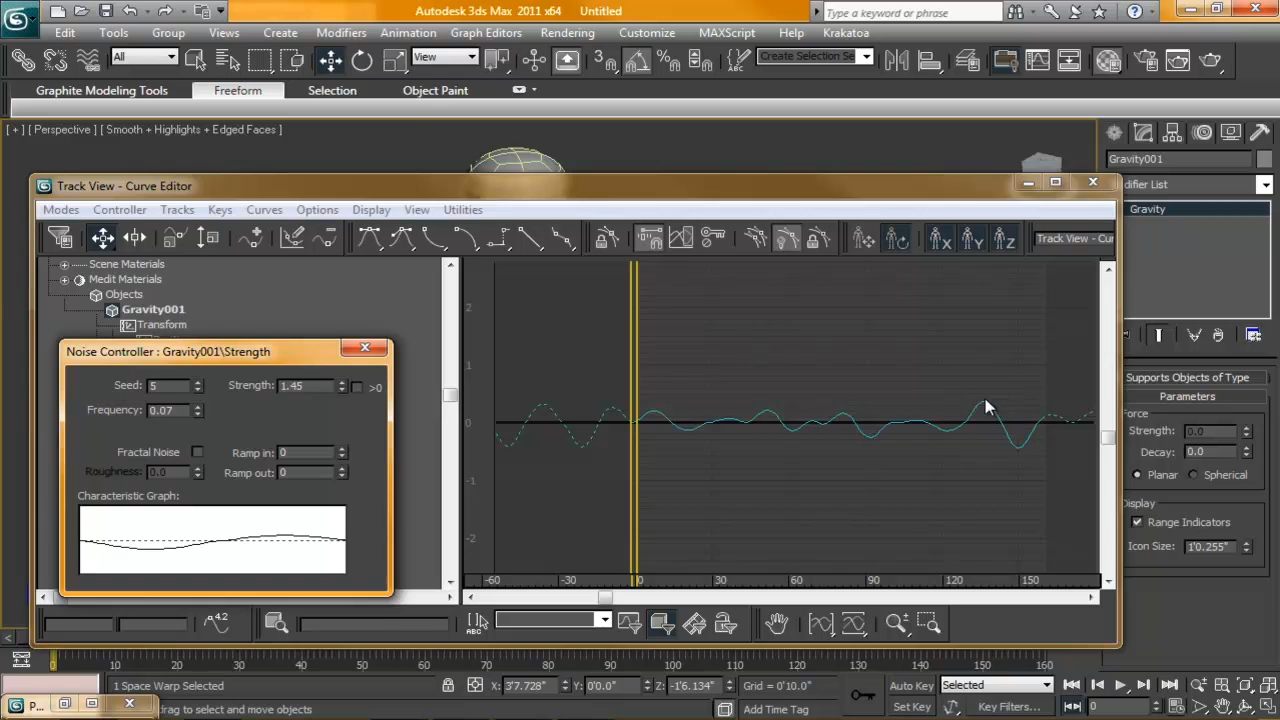 Autodesk 3ds Max 2011 x64 Untitled
Type a keyword or phrase
Edit Tools Group Views Create Modifiers Animation Graph Editors Rendering Customize MAXScript Help Krakatoa
All View Create Selection Se
Graphite Modeling Tools Freeform Selection Object Paint
[ + ] [ Perspective ] [ Smooth + Highlights + Edged Faces ]
Gravity001
difier List
Gravity
Track View - Curve Editor
Modes Controller Tracks Keys Curves Options Display View Utilities
X Y Z Track View - Cur
Scene Materials
Medit Materials
Objects
Gravity001
Transform
Noise Controller : Gravity001\Strength
Seed: 5 Strength: 1.45 >0
Frequency: 0.07
Fractal Noise Ramp in: 0
Roughness: 0.0 Ramp out: 0
Characteristic Graph:
2
1
0
-1
-2
-60 -30 0 30 60 90 120 150
Supports Objects of Type
Parameters
Force
Strength: 0.0
Decay: 0.0
Planar Spherical
Display
Range Indicators
Icon Size: 1'0.255"
4.2 ABC
0 10 20 30 40 50 60 70 80 90 100 110 120 130 140 150 160
1 Space Warp Selected X: 3'7.728" Y: 0'0.0" Z: -1'6.134" Grid = 0'10.0" Auto Key Selected
P... drag to select and move objects Add Time Tag Set Key Key Filters... 0